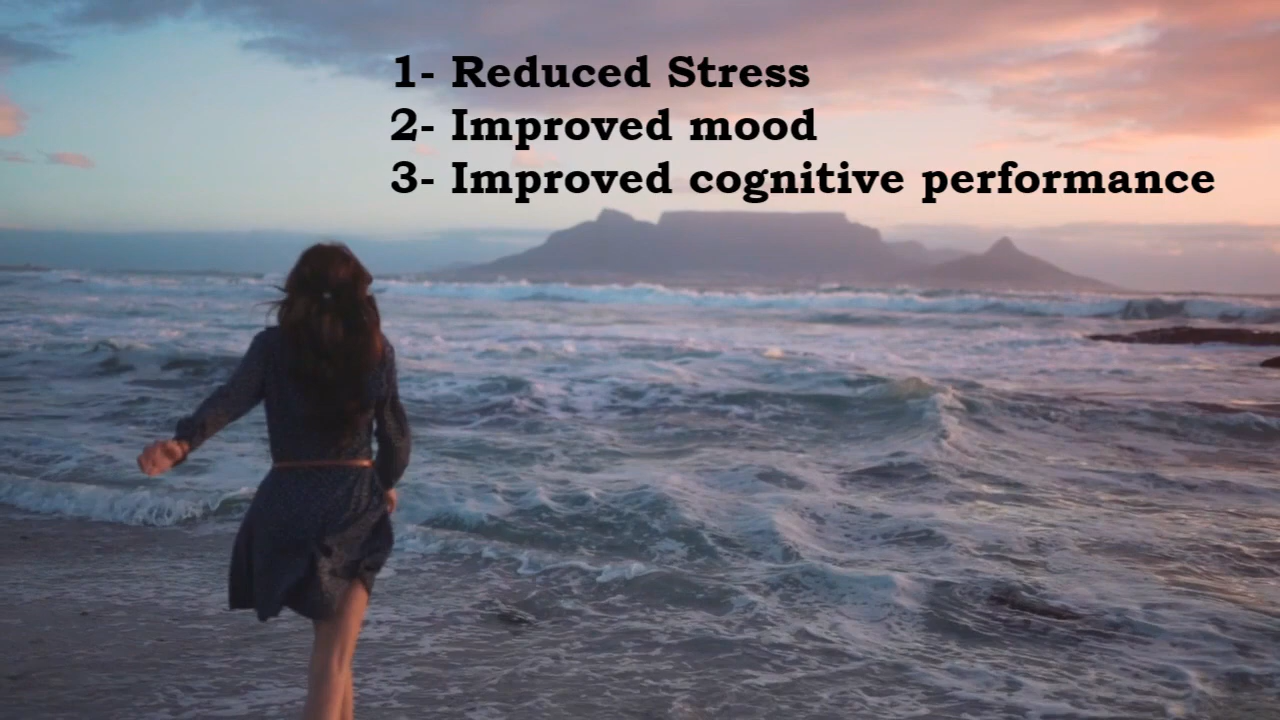 1- Reduced Stress
2- Improved mood
3- Improved cognitive performance